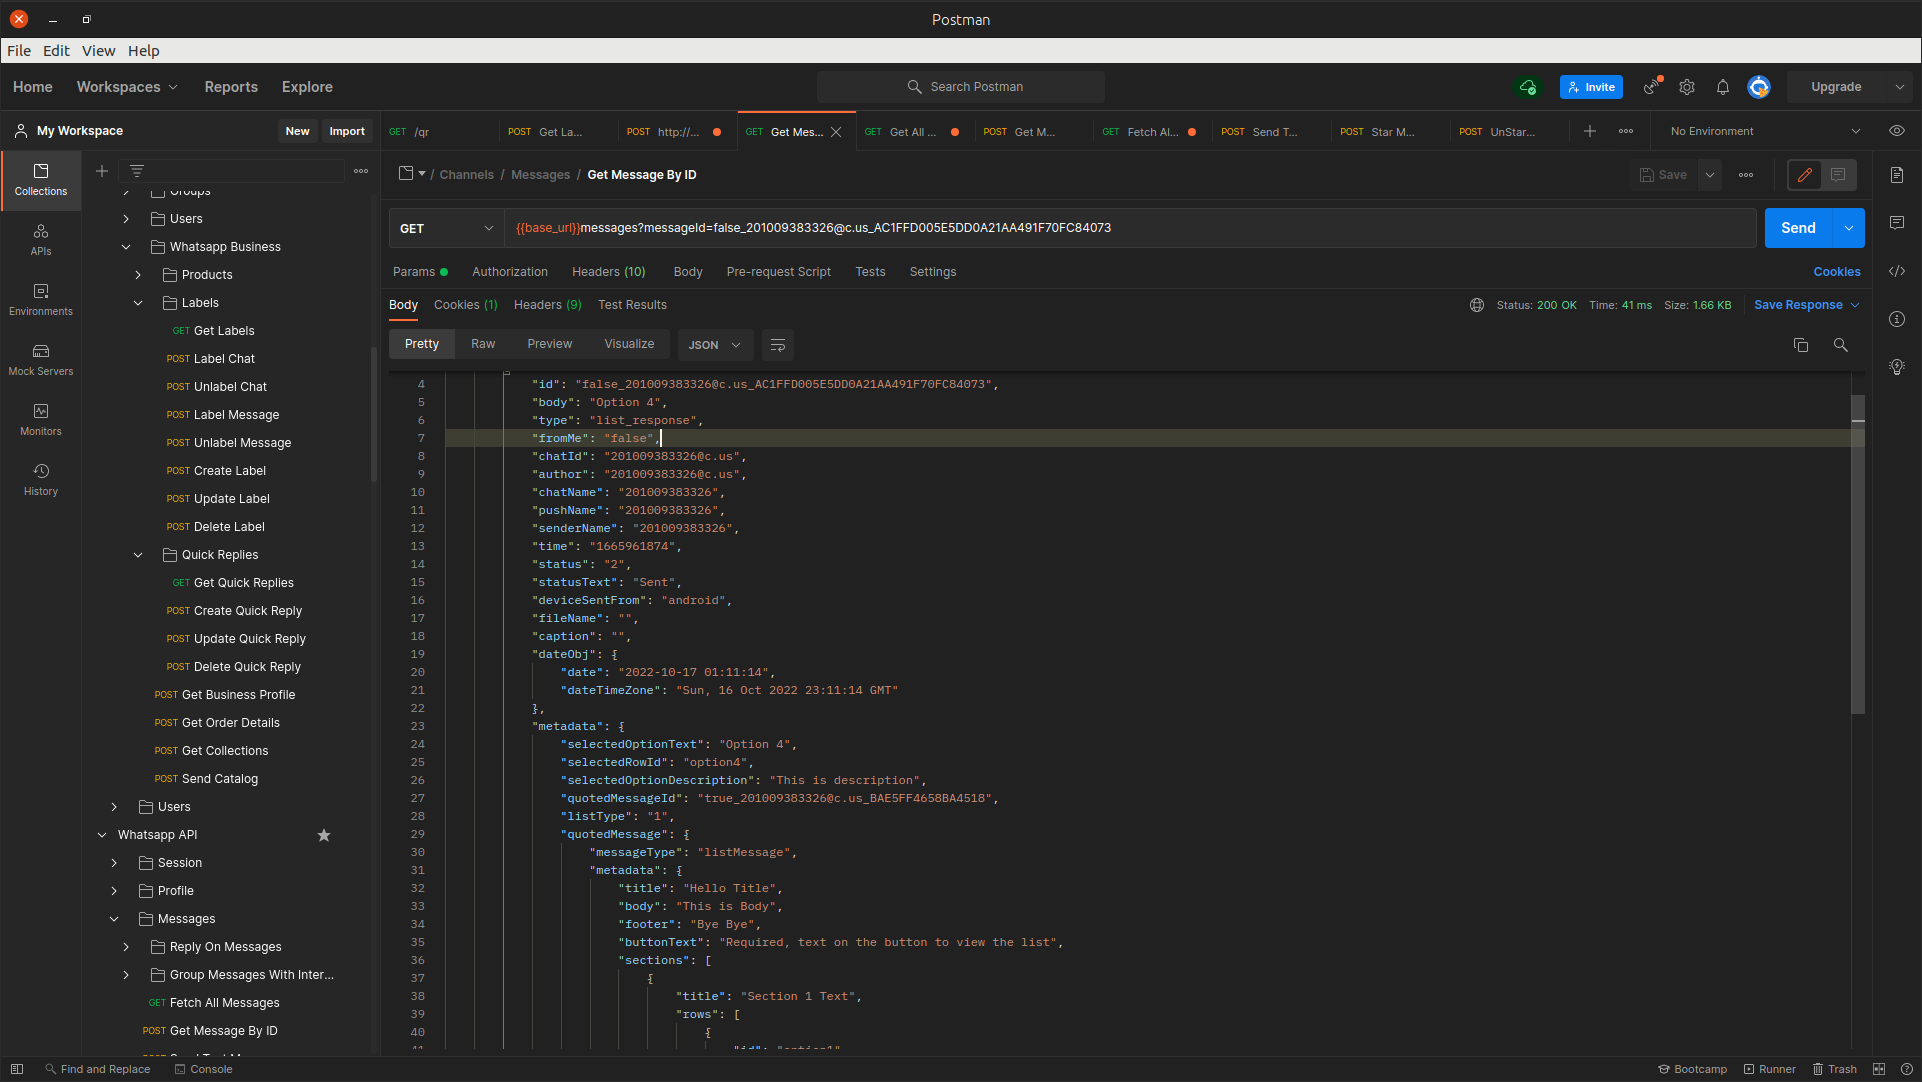 Postman
File Edit View Help
Home Workspaces Reports Explore Search Postman Invite Upgrade
My Workspace New Import
GET /qr POST Get La... POST http://... GET Get Mes... GET Get All ... POST Get M... GET Fetch Al... POST Send T... POST Star M... POST UnStar... No Environment
Collections
APIs
Environments
Mock Servers
Monitors
History
Groups
Users
Whatsapp Business
Products
Labels
GET Get Labels
POST Label Chat
POST Unlabel Chat
POST Label Message
POST Unlabel Message
POST Create Label
POST Update Label
POST Delete Label
Quick Replies
GET Get Quick Replies
POST Create Quick Reply
POST Update Quick Reply
POST Delete Quick Reply
POST Get Business Profile
POST Get Order Details
POST Get Collections
POST Send Catalog
Users
Whatsapp API
Session
Profile
Messages
Reply On Messages
Group Messages With Inter...
GET Fetch All Messages
POST Get Message By ID
/ Channels / Messages / Get Message By ID Save
GET {{base_url}}messages?messageId=false_201009383326@c.us_AC1FFD005E5DD0A21AA491F70FC84073 Send
Params Authorization Headers (10) Body Pre-request Script Tests Settings Cookies
Body Cookies (1) Headers (9) Test Results Status: 200 OK Time: 41 ms Size: 1.66 KB Save Response
Pretty Raw Preview Visualize JSON
4 "id": "false_201009383326@c.us_AC1FFD005E5DD0A21AA491F70FC84073",
5 "body": "Option 4",
6 "type": "list_response",
7 "fromMe": "false",
8 "chatId": "201009383326@c.us",
9 "author": "201009383326@c.us",
10 "chatName": "201009383326",
11 "pushName": "201009383326",
12 "senderName": "201009383326",
13 "time": "1665961874",
14 "status": "2",
15 "statusText": "Sent",
16 "deviceSentFrom": "android",
17 "fileName": "",
18 "caption": "",
19 "dateObj": {
20 "date": "2022-10-17 01:11:14",
21 "dateTimeZone": "Sun, 16 Oct 2022 23:11:14 GMT"
22 },
23 "metadata": {
24 "selectedOptionText": "Option 4",
25 "selectedRowId": "option4",
26 "selectedOptionDescription": "This is description",
27 "quotedMessageId": "true_201009383326@c.us_BAE5FF4658BA4518",
28 "listType": "1",
29 "quotedMessage": {
30 "messageType": "listMessage",
31 "metadata": {
32 "title": "Hello Title",
33 "body": "This is Body",
34 "footer": "Bye Bye",
35 "buttonText": "Required, text on the button to view the list",
36 "sections": [
37 {
38 "title": "Section 1 Text",
39 "rows": [
40 {
41 "id": "option1"
Find and Replace Console Bootcamp Runner Trash